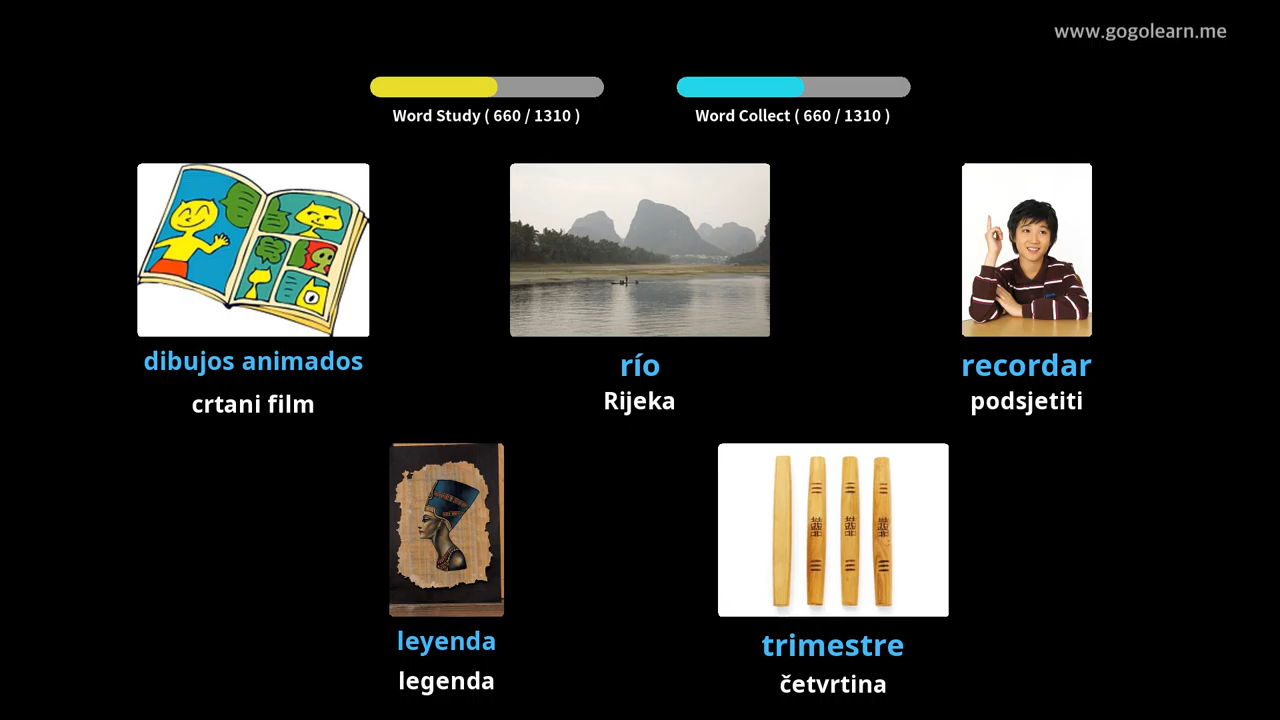 www.gogolearn.me
Word Study ( 660 / 1310 )
Word Collect ( 660 / 1310 )
dibujos animados
crtani film
río
Rijeka
recordar
podsjetiti
leyenda
legenda
trimestre
četvrtina